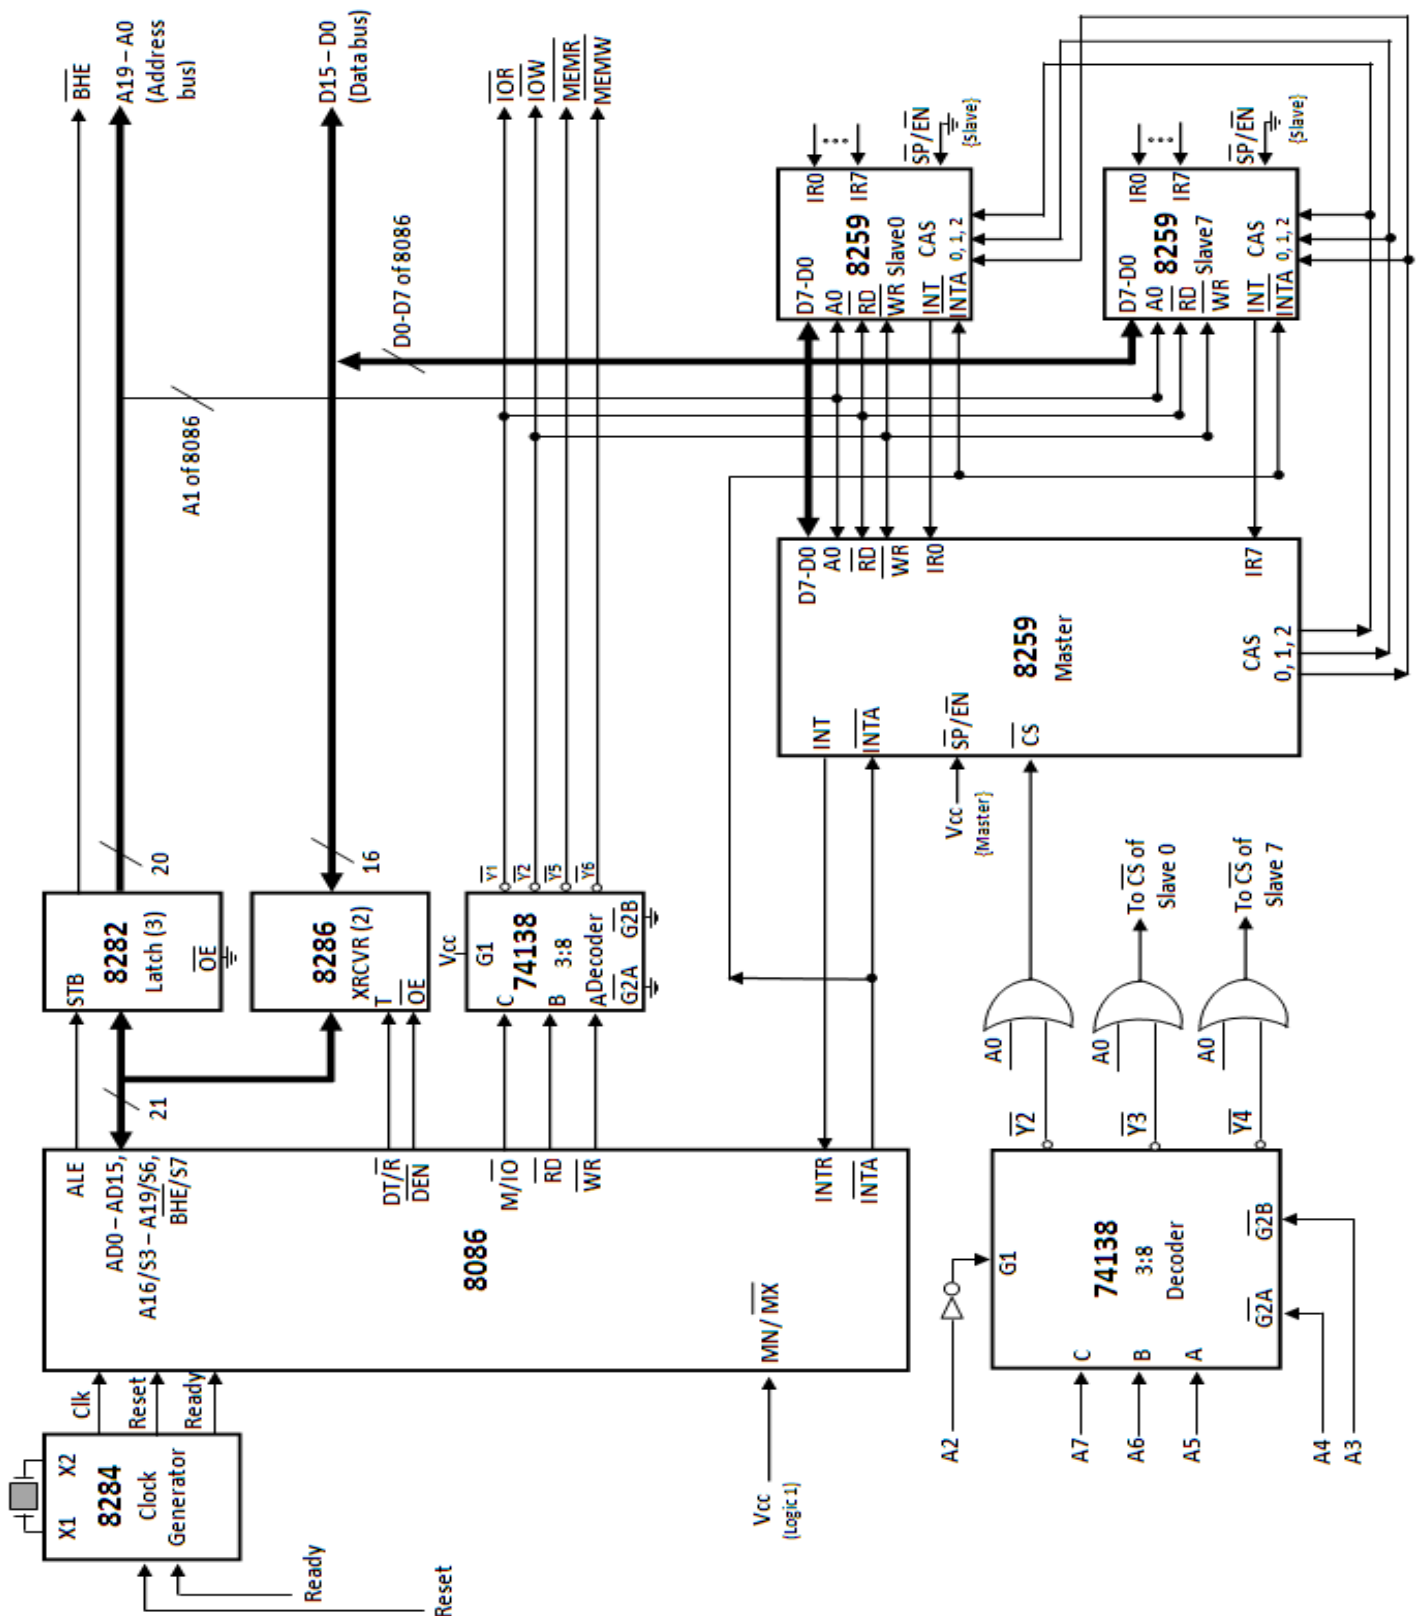 BHE
A19 – A0
(Address
bus)
D15 – D0
(Data bus)
IOR
IOW
MEMR
MEMW
A1 of 8086
D0-D7 of 8086
20
16
8282
Latch (3)
STB
OE
8286
XRCVR (2)
T
OE
Vcc
G1
74138
3:8
Decoder
C
B
A
G2A
G2B
Y1
Y2
Y5
Y6
21
ALE
AD0 – AD15,
A16/S3 – A19/S6,
BHE/S7
DT/R
DEN
M/IO
RD
WR
INTR
INTA
8086
MN/MX
Vcc
(Logic 1)
Clk
Reset
Ready
X1
X2
8284
Clock
Generator
Ready
Reset
D7-D0
A0
RD
WR
INT
INTA
8259
Slave0
CAS
0, 1, 2
IR0
IR7
SP/EN
{slave}
D7-D0
A0
RD
WR
INT
INTA
8259
Slave7
CAS
0, 1, 2
IR0
IR7
SP/EN
{slave}
D7-D0
A0
RD
WR
IR0
IR7
8259
Master
CAS
0, 1, 2
INT
INTA
SP/EN
CS
Vcc
{Master}
To CS of
Slave 0
To CS of
Slave 7
A0
A0
A0
Y2
Y3
Y4
G1
74138
3:8
Decoder
G2A
G2B
C
B
A
A2
A7
A6
A5
A4
A3